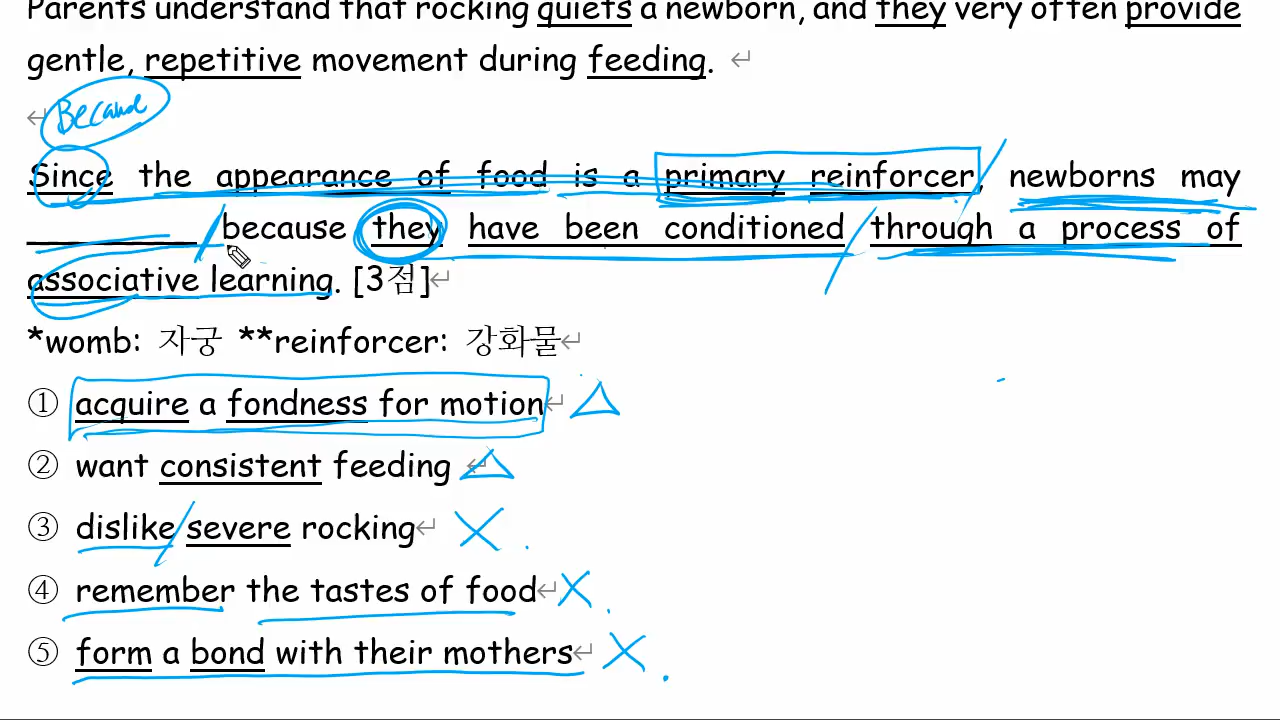 Parents understand that rocking quiets a newborn, and they very often provide
gentle, repetitive movement during feeding.
Because
Since the appearance of food is a primary reinforcer, newborns may
__________ because they have been conditioned through a process of
associative learning. [3점]
*womb: 자궁 **reinforcer: 강화물
① acquire a fondness for motion
② want consistent feeding
③ dislike severe rocking
④ remember the tastes of food
⑤ form a bond with their mothers